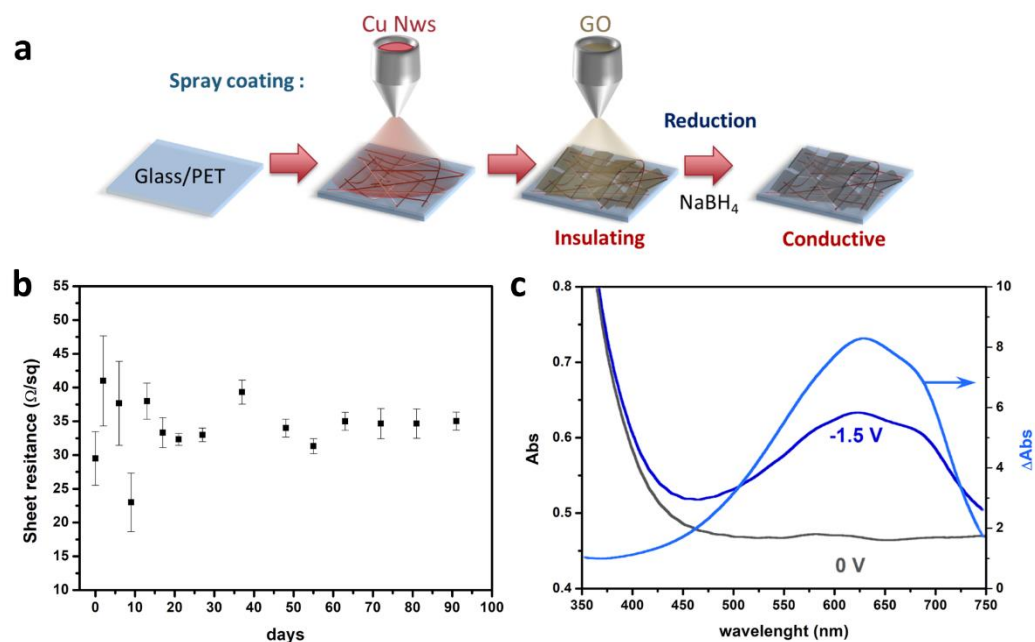 a
Cu Nws
GO
Spray coating :
Reduction
Glass/PET
NaBH₄
Insulating
Conductive
b
55
50
45
40
35
30
25
20
15
10
Sheet resitance (Ω/sq)
0 10 20 30 40 50 60 70 80 90 100
days
c
0.8
0.7
0.6
0.5
0.4
Abs
-1.5 V
0 V
10
8
6
4
2
0
ΔAbs
350 400 450 500 550 600 650 700 750
wavelenght (nm)